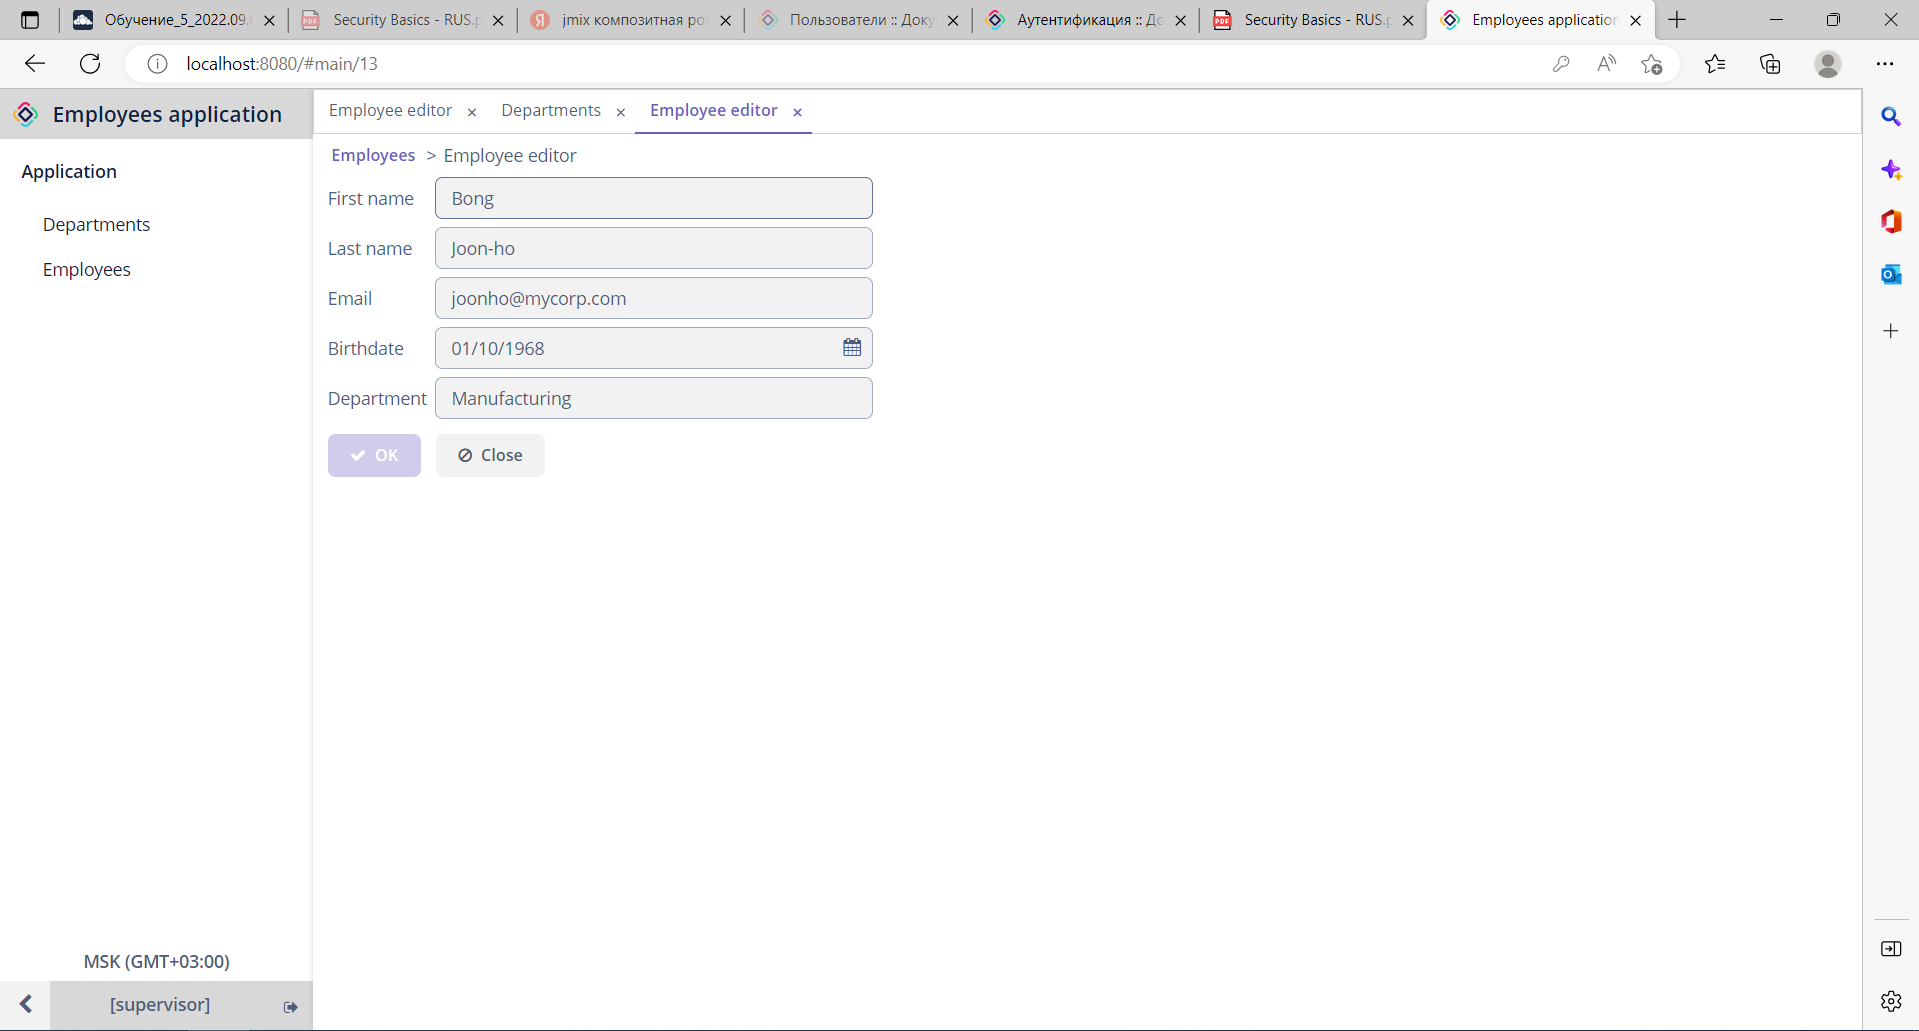 Обучение_5_2022.09.
Security Basics - RUS.p
jmix композитная ро
Пользователи :: Доку
Аутентификация :: До
Security Basics - RUS.p
Employees application
localhost:8080/#main/13
Employees application
Employee editor
Departments
Employee editor
Application
Departments
Employees
Employees > Employee editor
First name Bong
Last name Joon-ho
Email joonho@mycorp.com
Birthdate 01/10/1968
Department Manufacturing
OK
Close
MSK (GMT+03:00)
[supervisor]